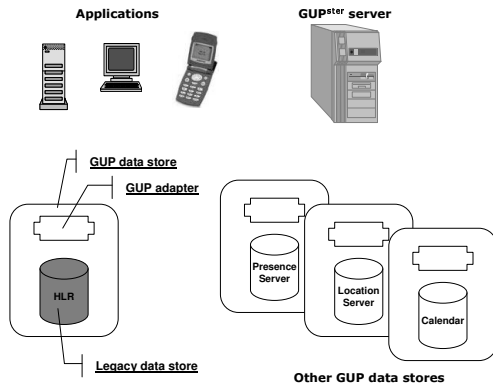 Applications
GUPster server
GUP data store
GUP adapter
HLR
Legacy data store
Presence
Server
Location
Server
Calendar
Other GUP data stores